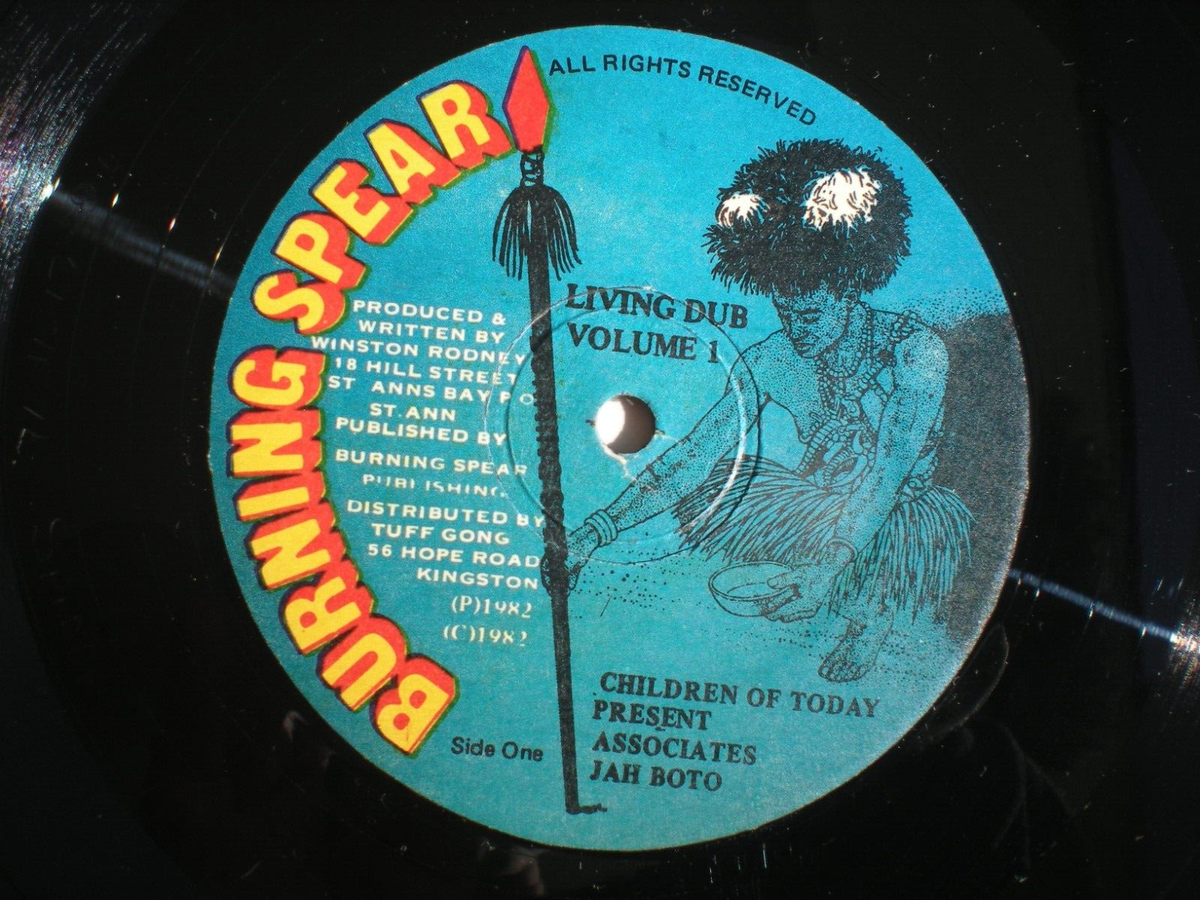 BURNING SPEAR
ALL RIGHTS RESERVED
LIVING DUB
VOLUME 1
PRODUCED &
WRITTEN BY
WINSTON RODNEY
18 HILL STREET
ST ANNS BAY P O
ST. ANN
PUBLISHED BY
BURNING SPEAR
PUBLISHING
DISTRIBUTED BY
TUFF GONG
56 HOPE ROAD
KINGSTON
(P)1982
(C)1982
Side One
CHILDREN OF TODAY
PRESENT
ASSOCIATES
JAH BOTO